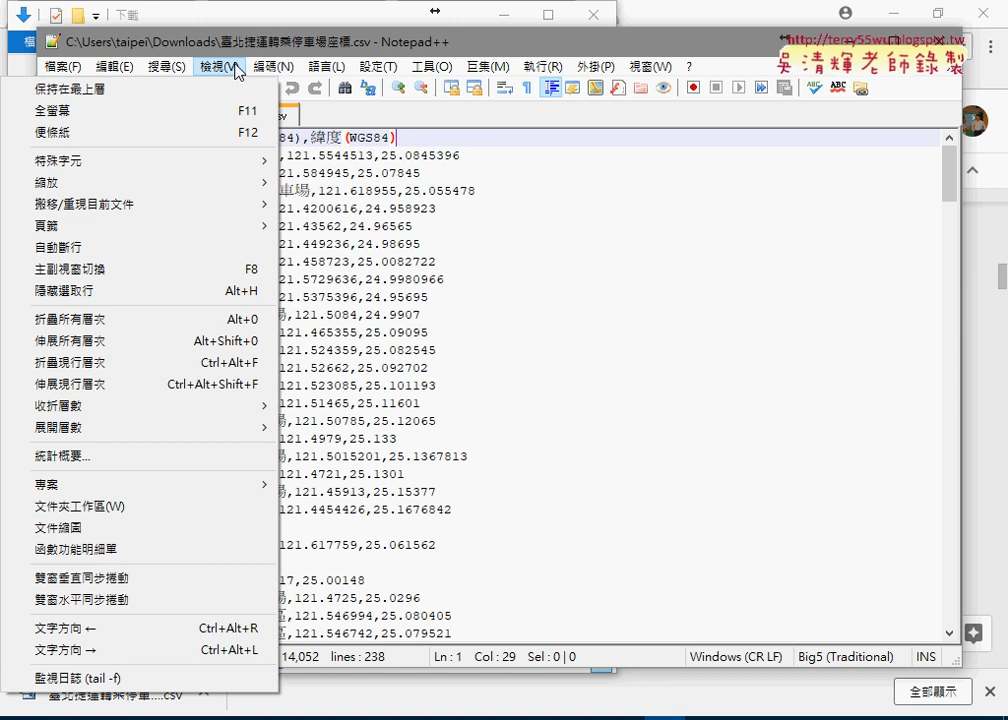 下載
C:\Users\taipei\Downloads\臺北捷運轉乘停車場座標.csv - Notepad++
http://terry55wu.blogspot.tw
吳清輝老師錄製
檔案(F) 編輯(E) 搜尋(S) 檢視(V) 編碼(N) 語言(L) 設定(T) 工具(O) 巨集(M) 執行(R) 外掛(P) 視窗(W) ?
保持在最上層
全螢幕 F11
便條紙 F12
特殊字元
縮放
搬移/重現目前文件
頁籤
自動斷行
主副視窗切換 F8
隱藏選取行 Alt+H
折疊所有層次 Alt+0
伸展所有層次 Alt+Shift+0
折疊現行層次 Ctrl+Alt+F
伸展現行層次 Ctrl+Alt+Shift+F
收折層數
展開層數
統計概要...
專案
文件夾工作區(W)
文件縮圖
函數功能明細單
雙窗垂直同步捲動
雙窗水平同步捲動
文字方向 ← Ctrl+Alt+R
文字方向 → Ctrl+Alt+L
監視日誌 (tail -f)
84),緯度(WGS84)
,121.5544513,25.0845396
21.584945,25.07845
車場,121.618955,25.055478
21.4200616,24.958923
21.43562,24.96565
21.449236,24.98695
21.458723,25.0082722
21.5729636,24.9980966
21.5375396,24.95695
場,121.5084,24.9907
121.465355,25.09095
121.524359,25.082545
121.52662,25.092702
121.523085,25.101193
121.51465,25.11601
場,121.50785,25.12065
121.4979,25.133
場,121.5015201,25.1367813
121.4721,25.1301
場,121.45913,25.15377
121.4454426,25.1676842
121.617759,25.061562
17,25.00148
場,121.4725,25.0296
區,121.546994,25.080405
區,121.546742,25.079521
14,052 lines : 238 Ln : 1 Col : 29 Sel : 0 | 0 Windows (CR LF) Big5 (Traditional) INS
臺北捷運轉乘停車....csv
全部顯示